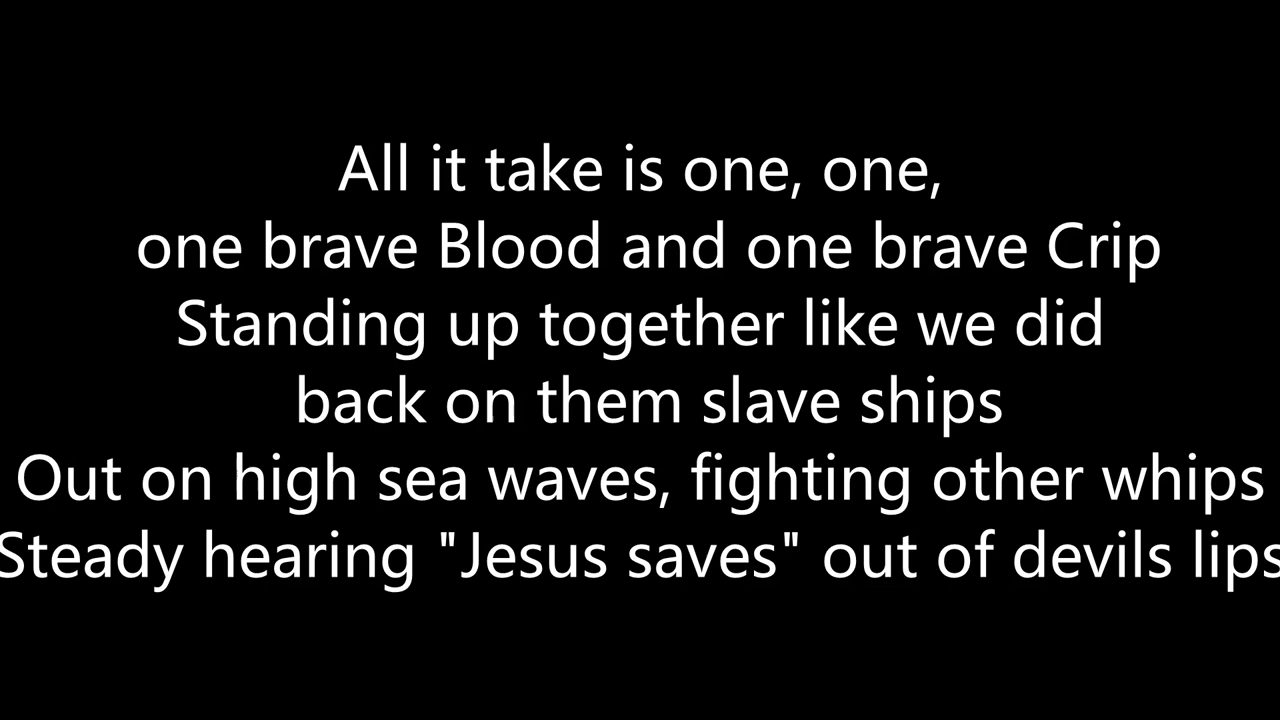 All it take is one, one,
one brave Blood and one brave Crip
Standing up together like we did
back on them slave ships
Out on high sea waves, fighting other whips
Steady hearing "Jesus saves" out of devils lips